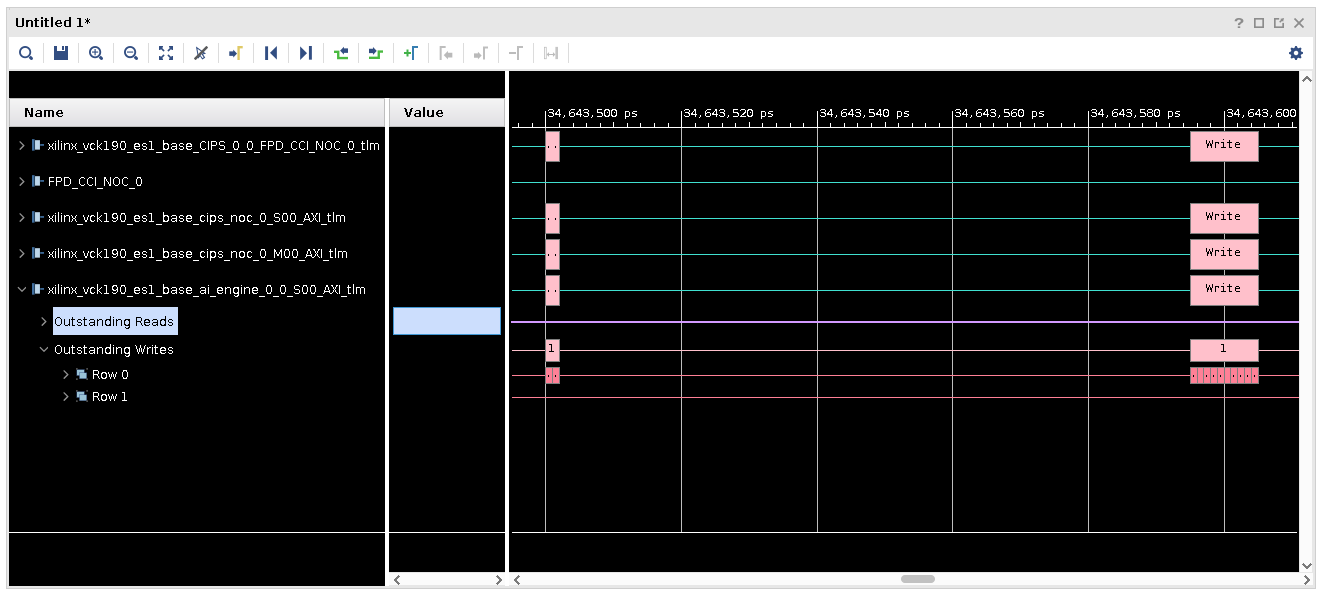 Untitled 1*
Name
Value
34,643,500 ps
34,643,520 ps
34,643,540 ps
34,643,560 ps
34,643,580 ps
34,643,600
xilinx_vck190_es1_base_CIPS_0_0_FPD_CCI_NOC_0_tlm
..
Write
FPD_CCI_NOC_0
xilinx_vck190_es1_base_cips_noc_0_S00_AXI_tlm
..
Write
xilinx_vck190_es1_base_cips_noc_0_M00_AXI_tlm
..
Write
xilinx_vck190_es1_base_ai_engine_0_0_S00_AXI_tlm
..
Write
Outstanding Reads
Outstanding Writes
1
1
Row 0
Row 1